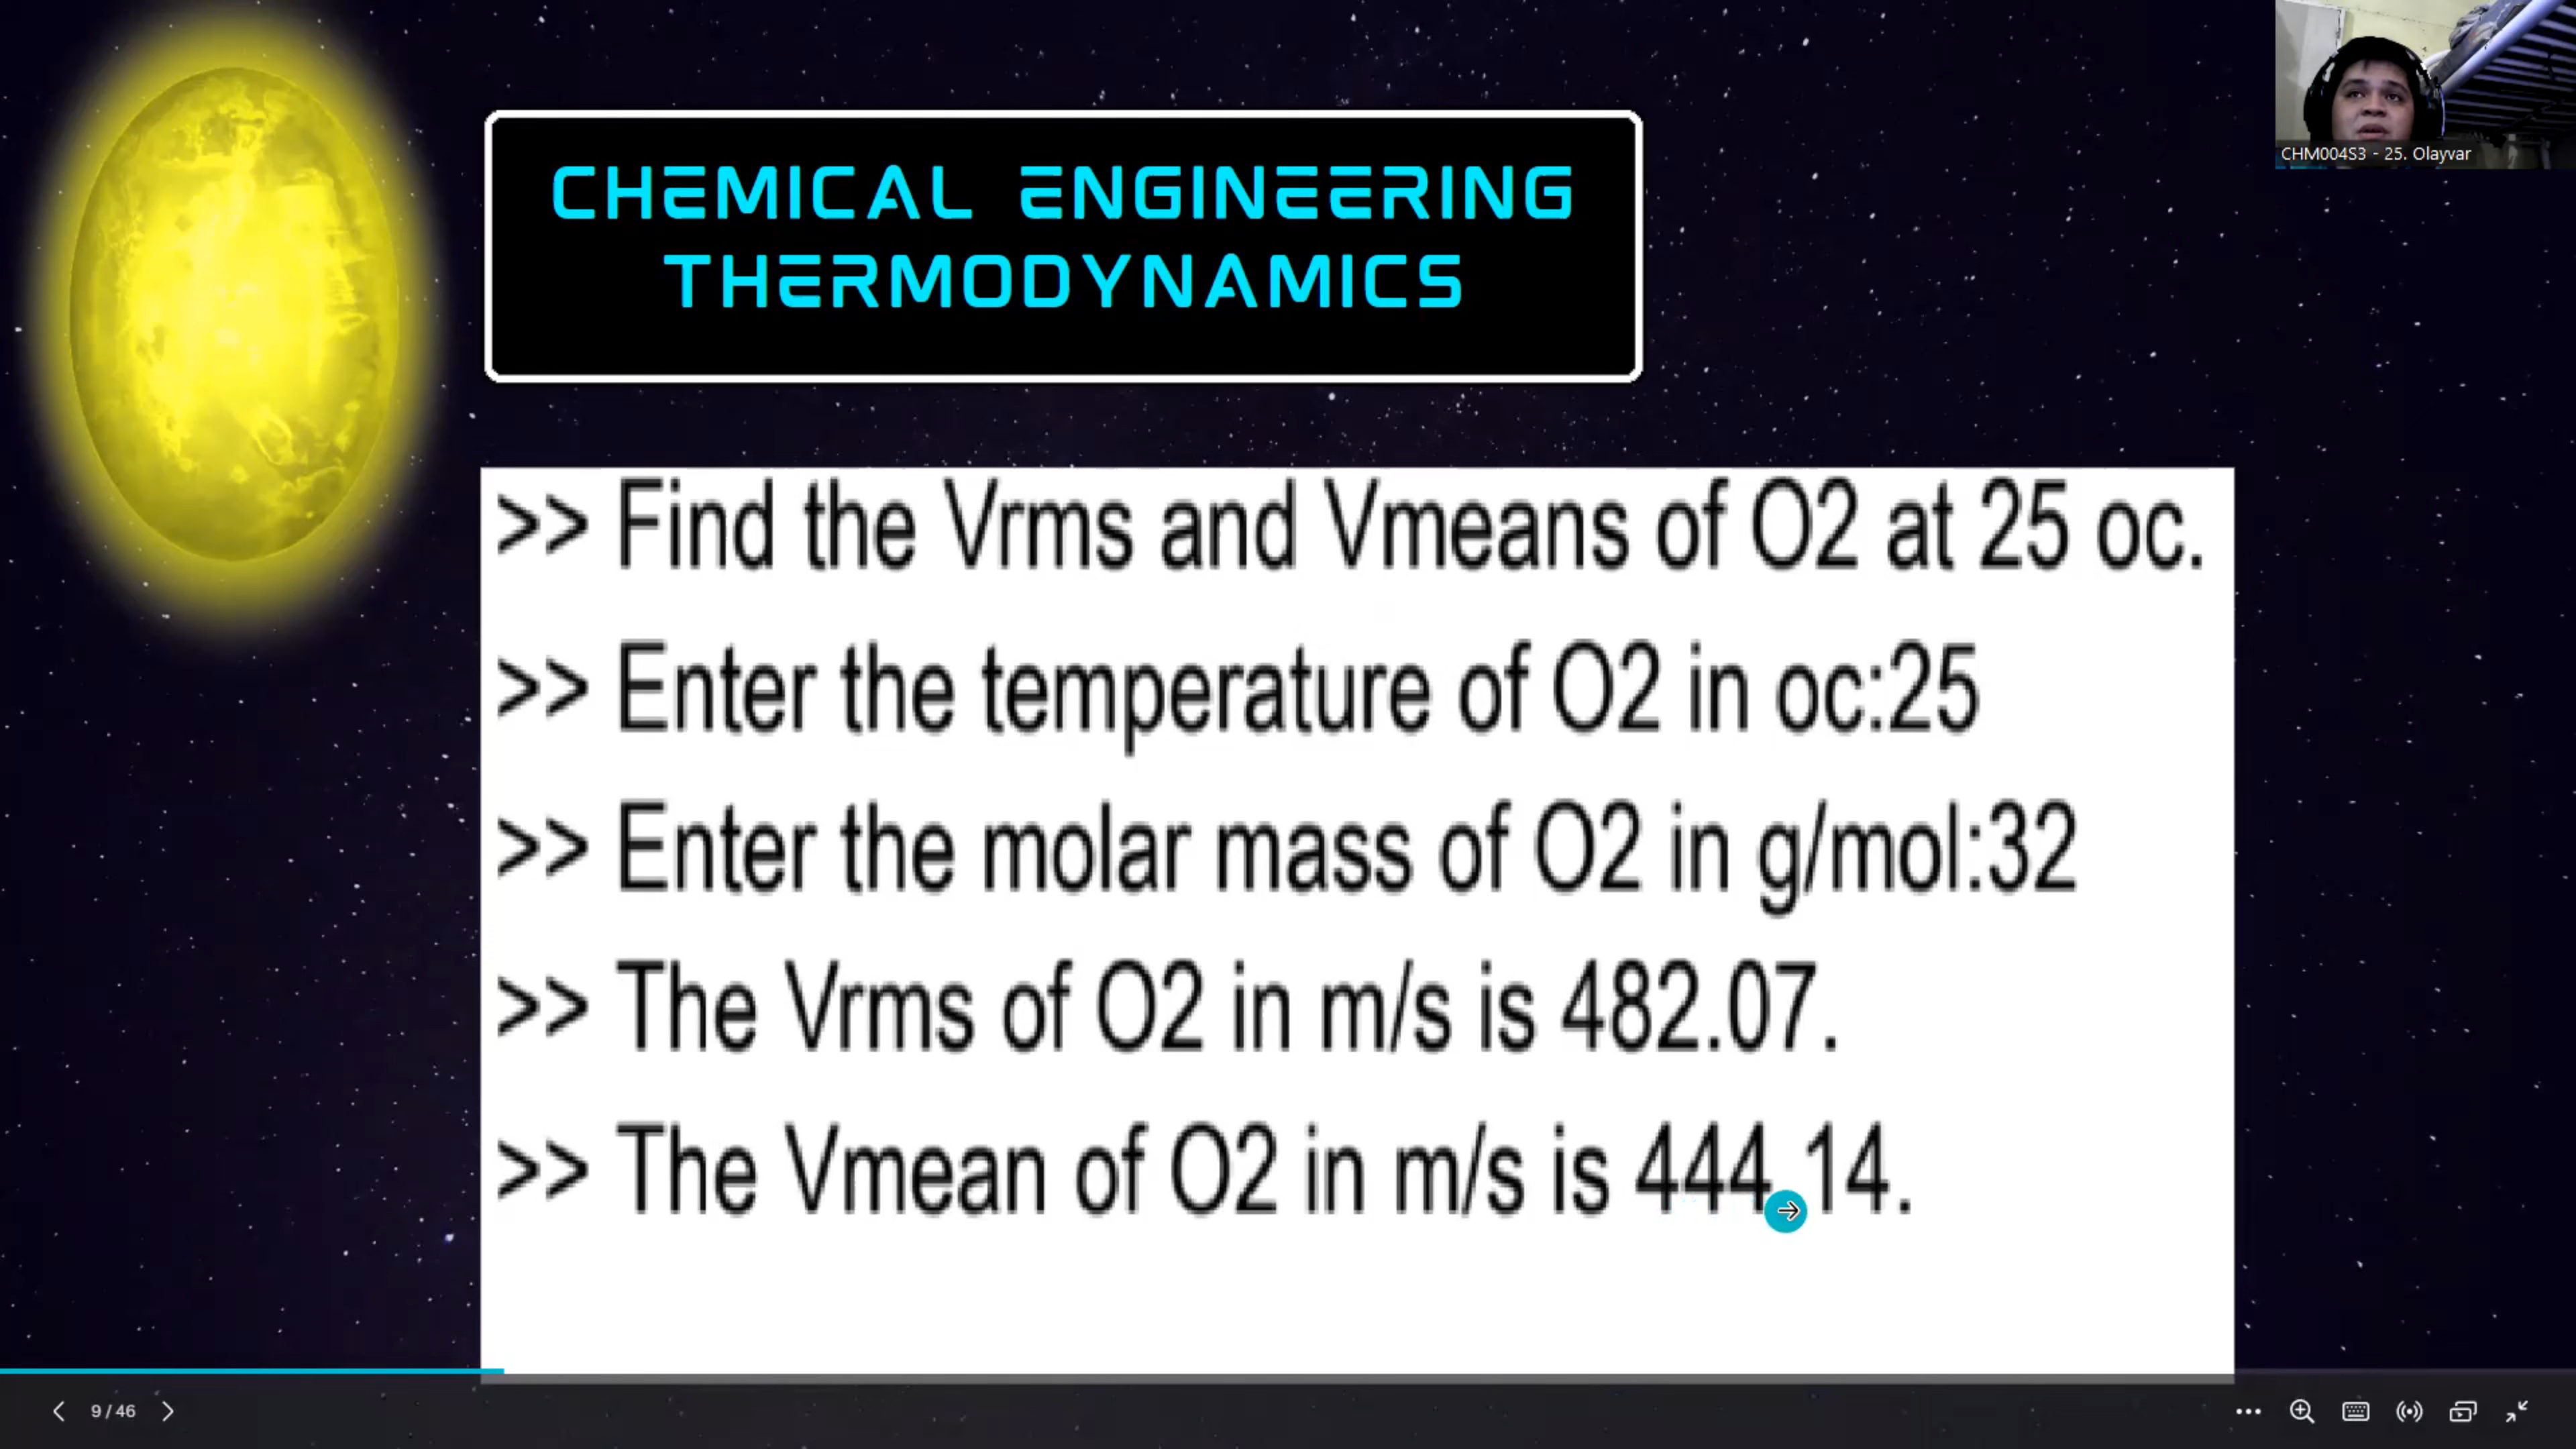 CHM004S3 - 25. Olayvar
CHEMICAL ENGINEERING
THERMODYNAMICS
>> Find the Vrms and Vmeans of O2 at 25 oc.
>> Enter the temperature of O2 in oc:25
>> Enter the molar mass of O2 in g/mol:32
>> The Vrms of O2 in m/s is 482.07.
>> The Vmean of O2 in m/s is 444.14.
9 / 46